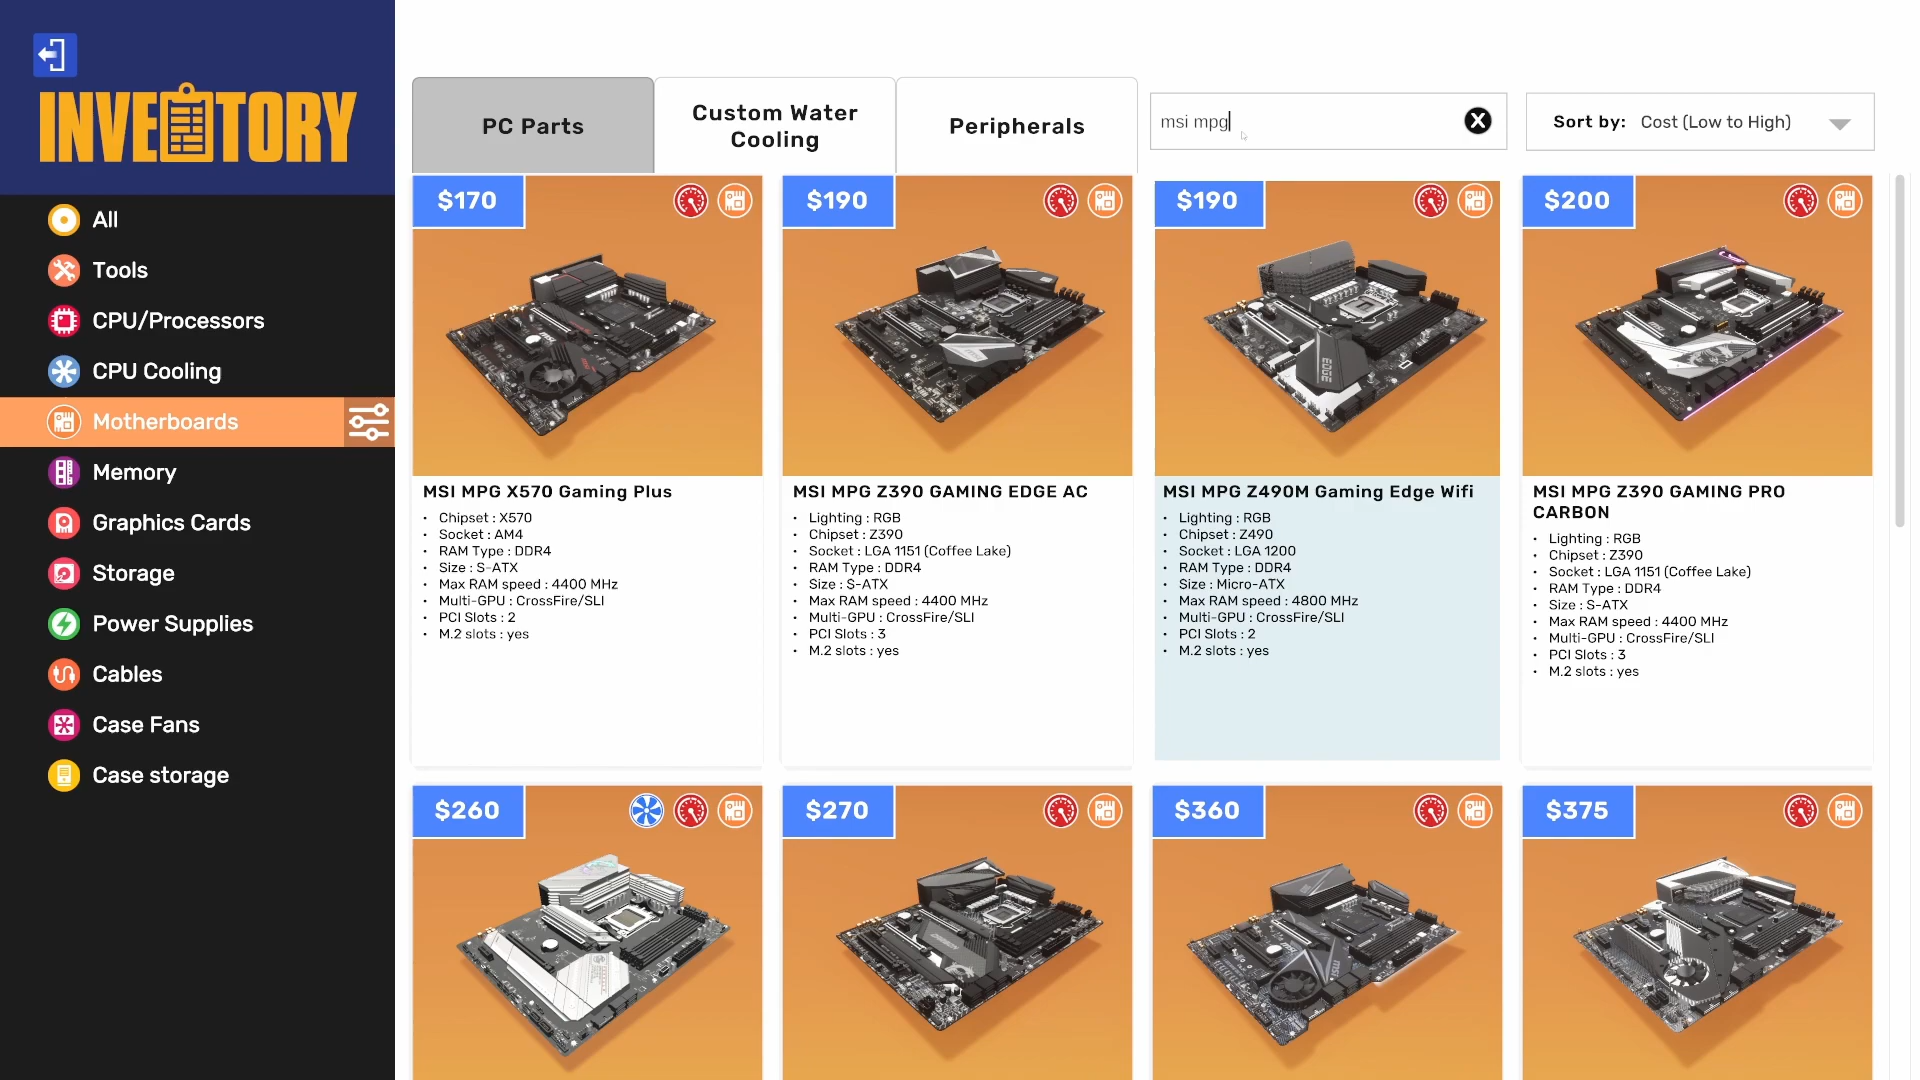 INVENTORY
All
Tools
CPU/Processors
CPU Cooling
Motherboards
Memory
Graphics Cards
Storage
Power Supplies
Cables
Case Fans
Case storage
PC Parts
Custom Water
Cooling
Peripherals
msi mpg
Sort by: Cost (Low to High)
$170
MSI MPG X570 Gaming Plus
• Chipset : X570
• Socket : AM4
• RAM Type : DDR4
• Size : S-ATX
• Max RAM speed : 4400 MHz
• Multi-GPU : CrossFire/SLI
• PCI Slots : 2
• M.2 slots : yes
$190
MSI MPG Z390 GAMING EDGE AC
• Lighting : RGB
• Chipset : Z390
• Socket : LGA 1151 (Coffee Lake)
• RAM Type : DDR4
• Size : S-ATX
• Max RAM speed : 4400 MHz
• Multi-GPU : CrossFire/SLI
• PCI Slots : 3
• M.2 slots : yes
$190
EDGE
MSI MPG Z490M Gaming Edge Wifi
• Lighting : RGB
• Chipset : Z490
• Socket : LGA 1200
• RAM Type : DDR4
• Size : Micro-ATX
• Max RAM speed : 4800 MHz
• Multi-GPU : CrossFire/SLI
• PCI Slots : 2
• M.2 slots : yes
$200
MSI MPG Z390 GAMING PRO
CARBON
• Lighting : RGB
• Chipset : Z390
• Socket : LGA 1151 (Coffee Lake)
• RAM Type : DDR4
• Size : S-ATX
• Max RAM speed : 4400 MHz
• Multi-GPU : CrossFire/SLI
• PCI Slots : 3
• M.2 slots : yes
$260
$270
$360
$375